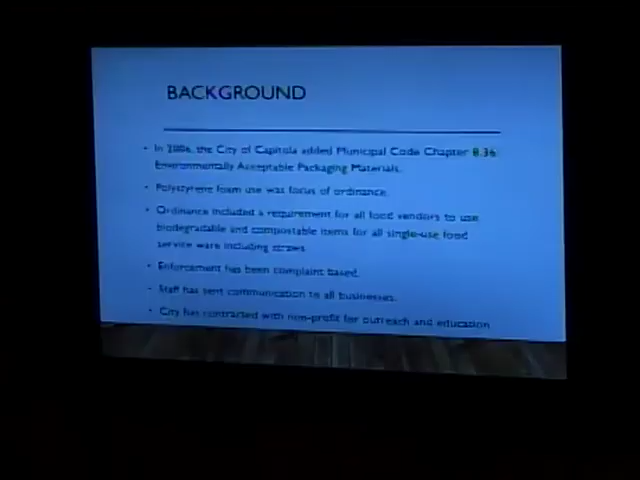 BACKGROUND
• In 2006, the City of Capitola added Municipal Code Chapter 8.36
Environmentally Acceptable Packaging Materials.
• Polystyrene foam use was focus of ordinance.
• Ordinance included a requirement for all food vendors to use
biodegradable and compostable items for all single-use food
service ware including straws.
• Enforcement has been complaint based.
• Staff has sent communication to all businesses.
• City has contracted with non-profit for outreach and education